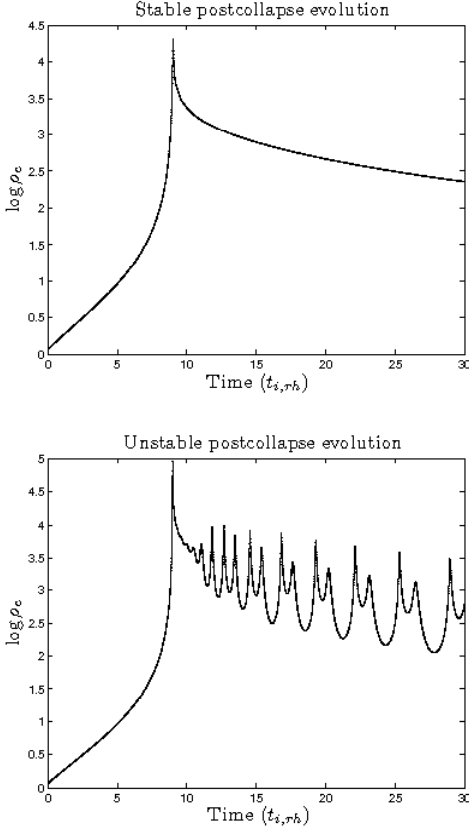 Stable postcollapse evolution
4.5
4
3.5
3
2.5
2
1.5
1
0.5
0
log ρc
0 5 10 15 20 25 30
Time (ti,rh)
Unstable postcollapse evolution
5
4.5
4
3.5
3
2.5
2
1.5
1
0.5
0
log ρc
0 5 10 15 20 25 30
Time (ti,rh)